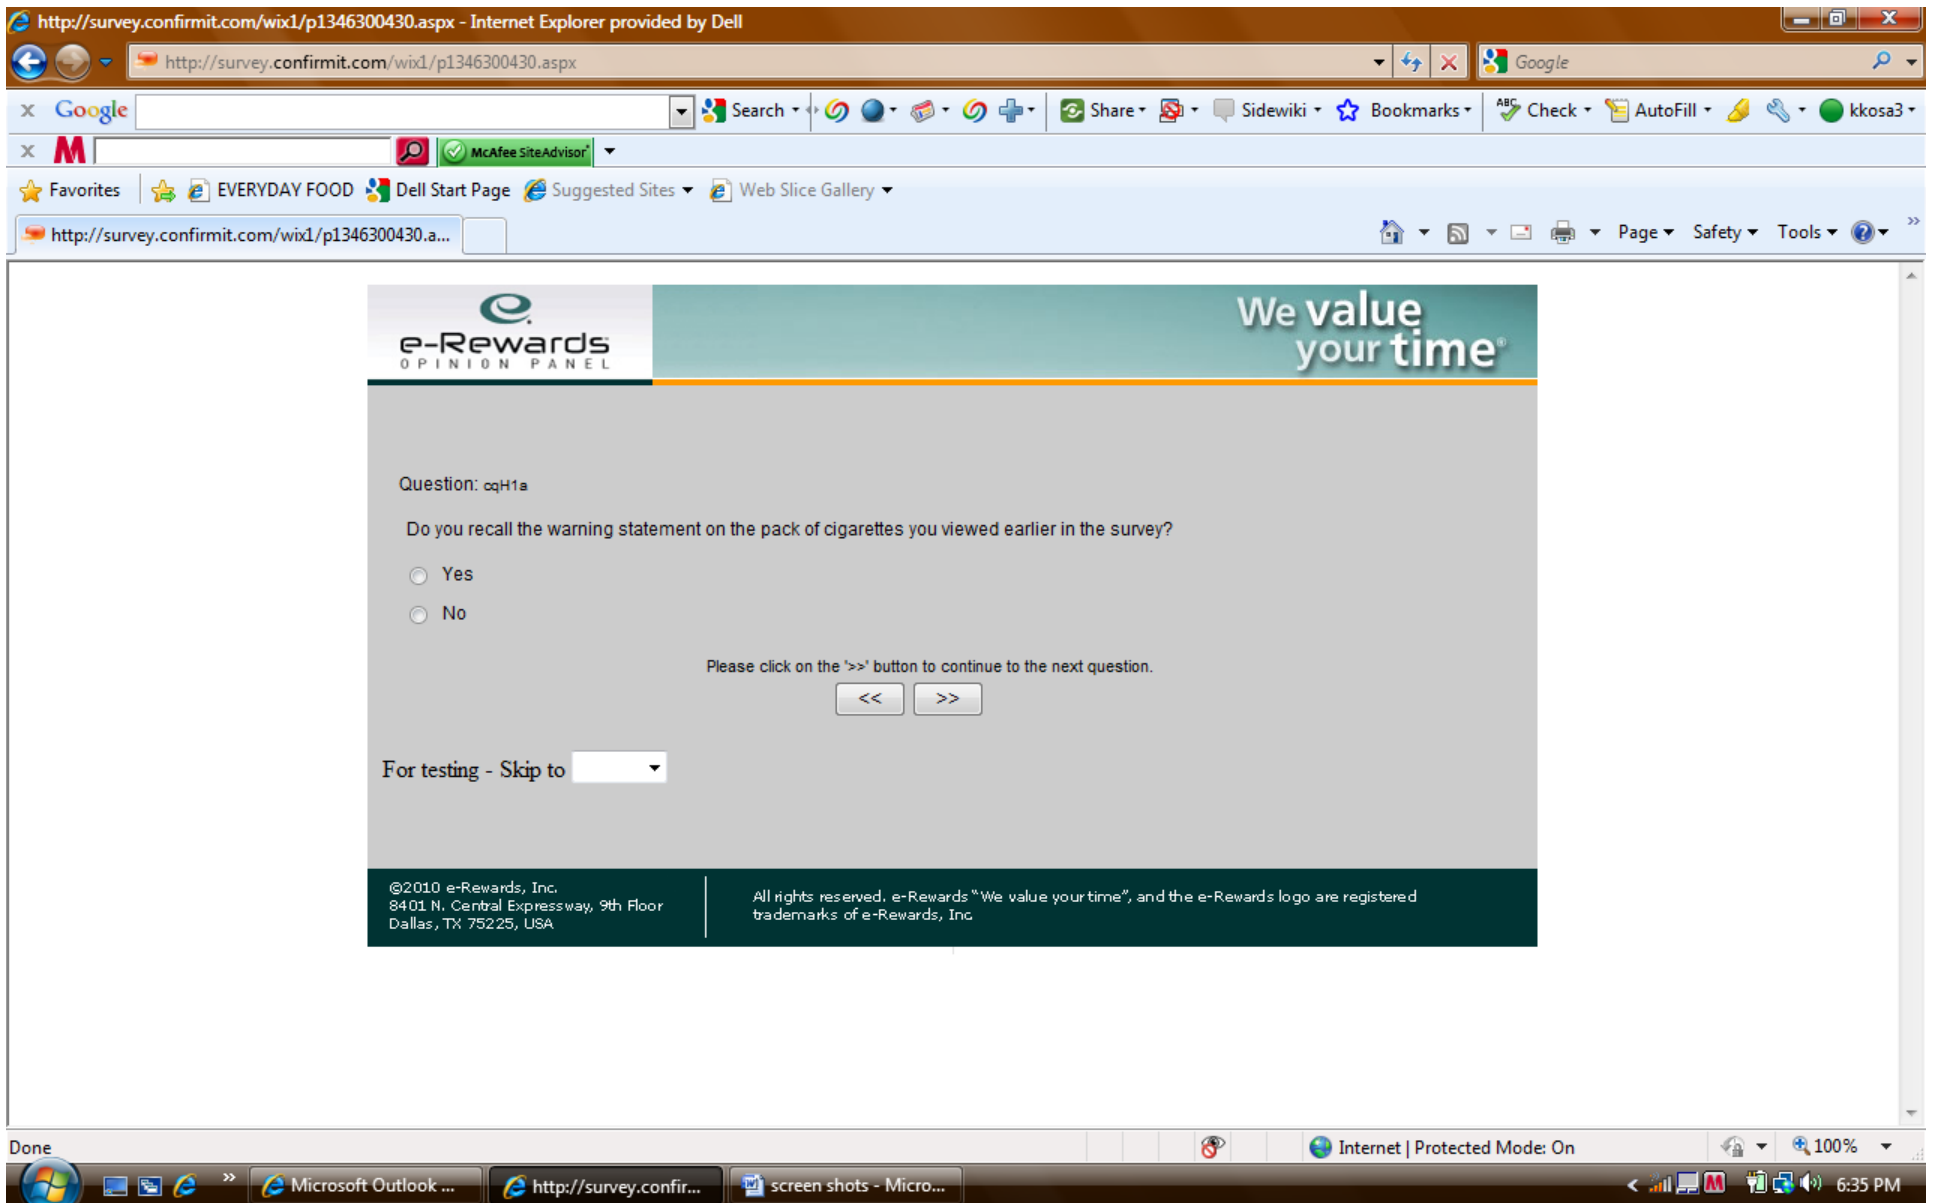 http://survey.confirmit.com/wix1/p1346300430.aspx - Internet Explorer provided by Dell
http://survey.confirmit.com/wix1/p1346300430.aspx Google
x Google Search Share Sidewiki Bookmarks Check AutoFill kkosa3
x M McAfee SiteAdvisor
Favorites EVERYDAY FOOD Dell Start Page Suggested Sites Web Slice Gallery
http://survey.confirmit.com/wix1/p1346300430.a... Page Safety Tools »
e-Rewards
OPINION PANEL
We value
your time®
Question: cqH1a
Do you recall the warning statement on the pack of cigarettes you viewed earlier in the survey?
Yes
No
Please click on the '>>' button to continue to the next question.
<< >>
For testing - Skip to
©2010 e-Rewards, Inc.
8401 N. Central Expressway, 9th Floor
Dallas, TX 75225, USA
All rights reserved. e-Rewards “We value your time”, and the e-Rewards logo are registered
trademarks of e-Rewards, Inc
Done Internet | Protected Mode: On 100%
» Microsoft Outlook ... http://survey.confir... screen shots - Micro... 6:35 PM